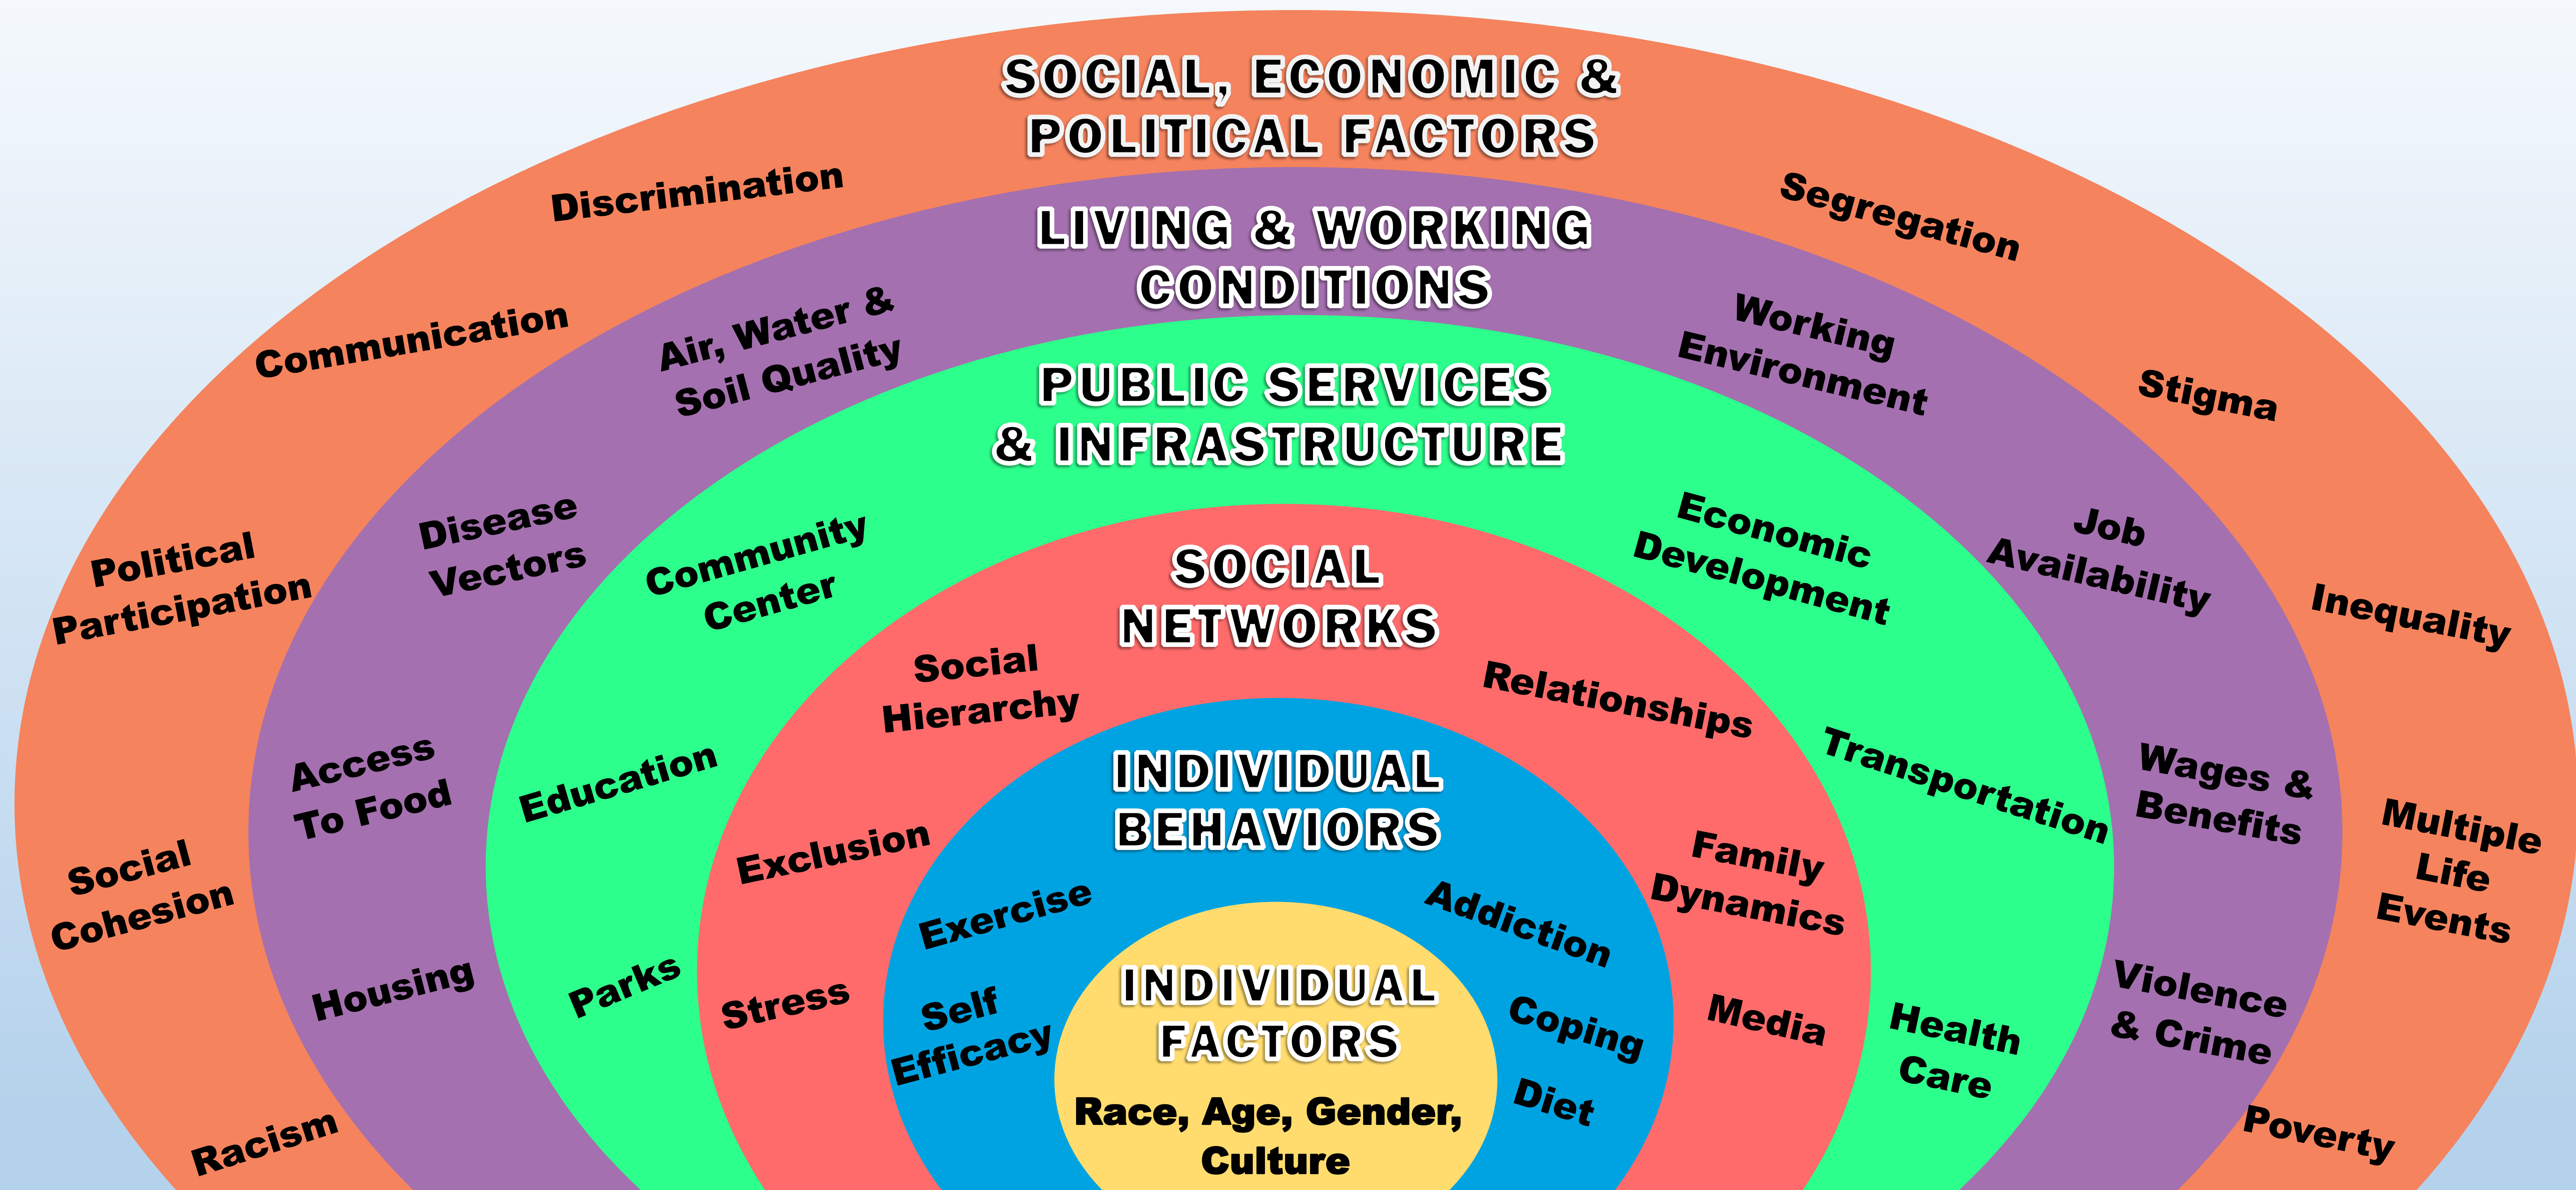 SOCIAL, ECONOMIC &
POLITICAL FACTORS
Discrimination
Segregation
Communication
Stigma
Political
Participation
Inequality
Social
Cohesion
Multiple
Life
Events
Racism
Poverty
LIVING & WORKING
CONDITIONS
Air, Water &
Soil Quality
Working
Environment
Disease
Vectors
Job
Availability
Access
To Food
Wages &
Benefits
Housing
Violence
& Crime
PUBLIC SERVICES
& INFRASTRUCTURE
Community
Center
Economic
Development
Education
Transportation
Parks
Health
Care
SOCIAL
NETWORKS
Social
Hierarchy
Relationships
Exclusion
Family
Dynamics
Stress
Media
INDIVIDUAL
BEHAVIORS
Exercise
Addiction
Self
Efficacy
Coping
Diet
INDIVIDUAL
FACTORS
Race, Age, Gender,
Culture